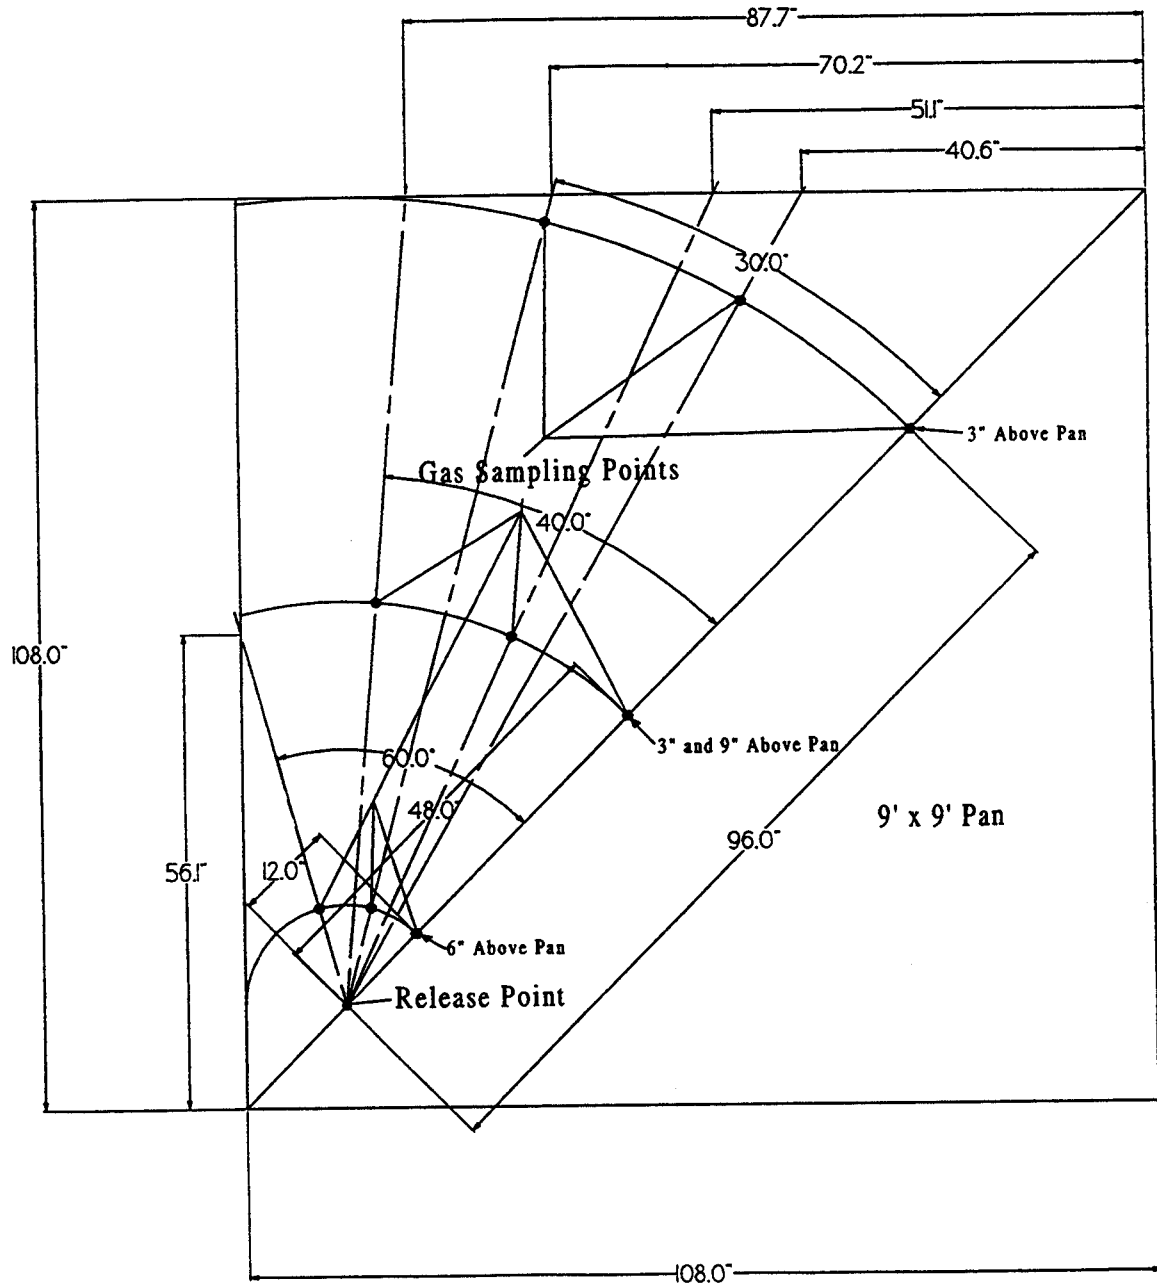 87.7"
70.2"
51.1"
40.6"
30.0°
3" Above Pan
Gas Sampling Points
40.0°
108.0"
3" and 9" Above Pan
60.0°
48.0"
9' x 9' Pan
96.0"
12.0"
56.1"
6" Above Pan
Release Point
108.0"